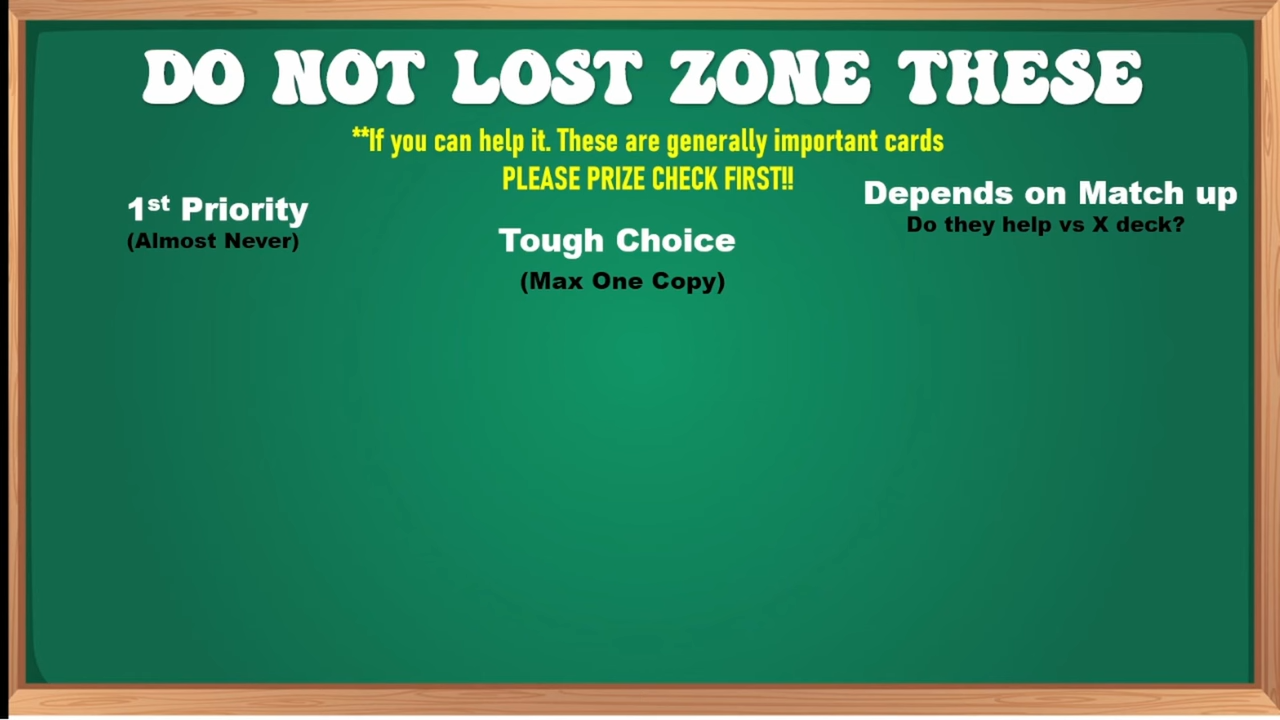 DO NOT LOST ZONE THESE
**If you can help it. These are generally important cards
PLEASE PRIZE CHECK FIRST!!
1st Priority
(Almost Never)
Tough Choice
(Max One Copy)
Depends on Match up
Do they help vs X deck?